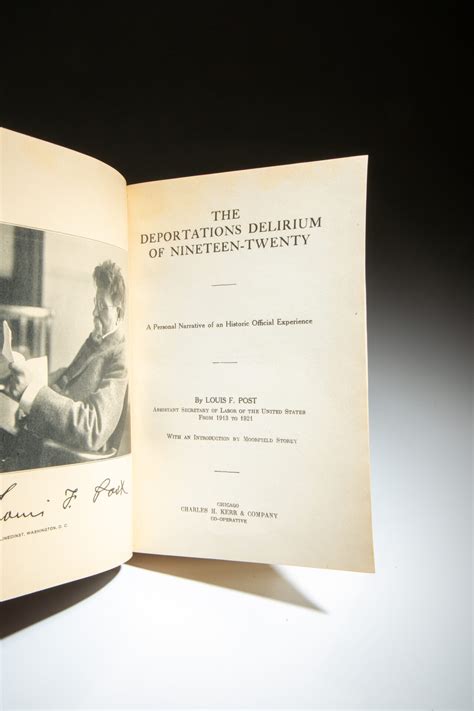 Louis F. Post
LINEDINST, WASHINGTON, D. C.
THE
DEPORTATIONS DELIRIUM
OF NINETEEN-TWENTY
A Personal Narrative of an Historic Official Experience
By LOUIS F. POST
Assistant Secretary of Labor of the United States
From 1913 to 1921
With an Introduction by Moorfield Storey
CHICAGO
CHARLES H. KERR & COMPANY
CO-OPERATIVE